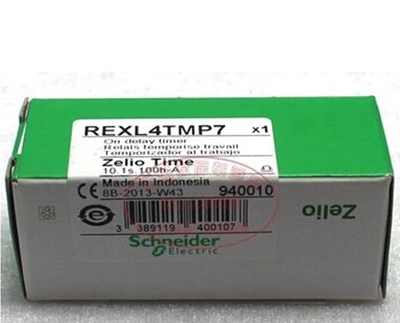 REXL4TMP7 x1
On delay timer
Relais temporise travail
Temporizador al trabajo
Zelio Time
10.1s.100h-A
Made in Indonesia
8B-2013-W43 940010
3 389119 400107
Schneider
Electric
Zelio